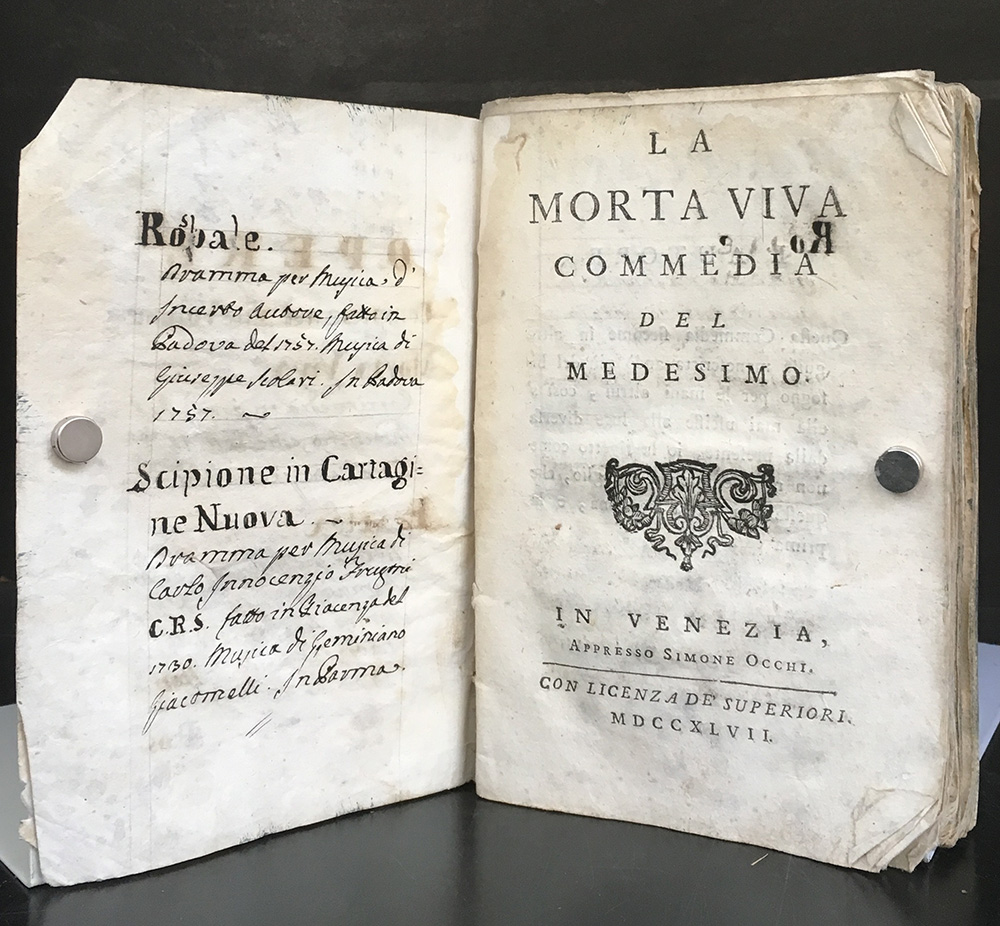 Rosbale.
Dramma per Musica, d'
Incerto Autore, fatto in
Padova del 1757. Musica di
Giuseppe Scolari. In Padova
1757.
Scipione in Cartagi=
ne Nuova.
Dramma per Musica di
Carlo Innocenzio Frugoni
C.R.S. fatto in Piacenza del
1730. Musica di Geminiano
Giacomelli. In Parma.
LA
MORTA VIVA
COMMEDIA
DEL
MEDESIMO.
IN VENEZIA,
APPRESSO SIMONE OCCHI.
CON LICENZA DE' SUPERIORI.
MDCCXLVII.